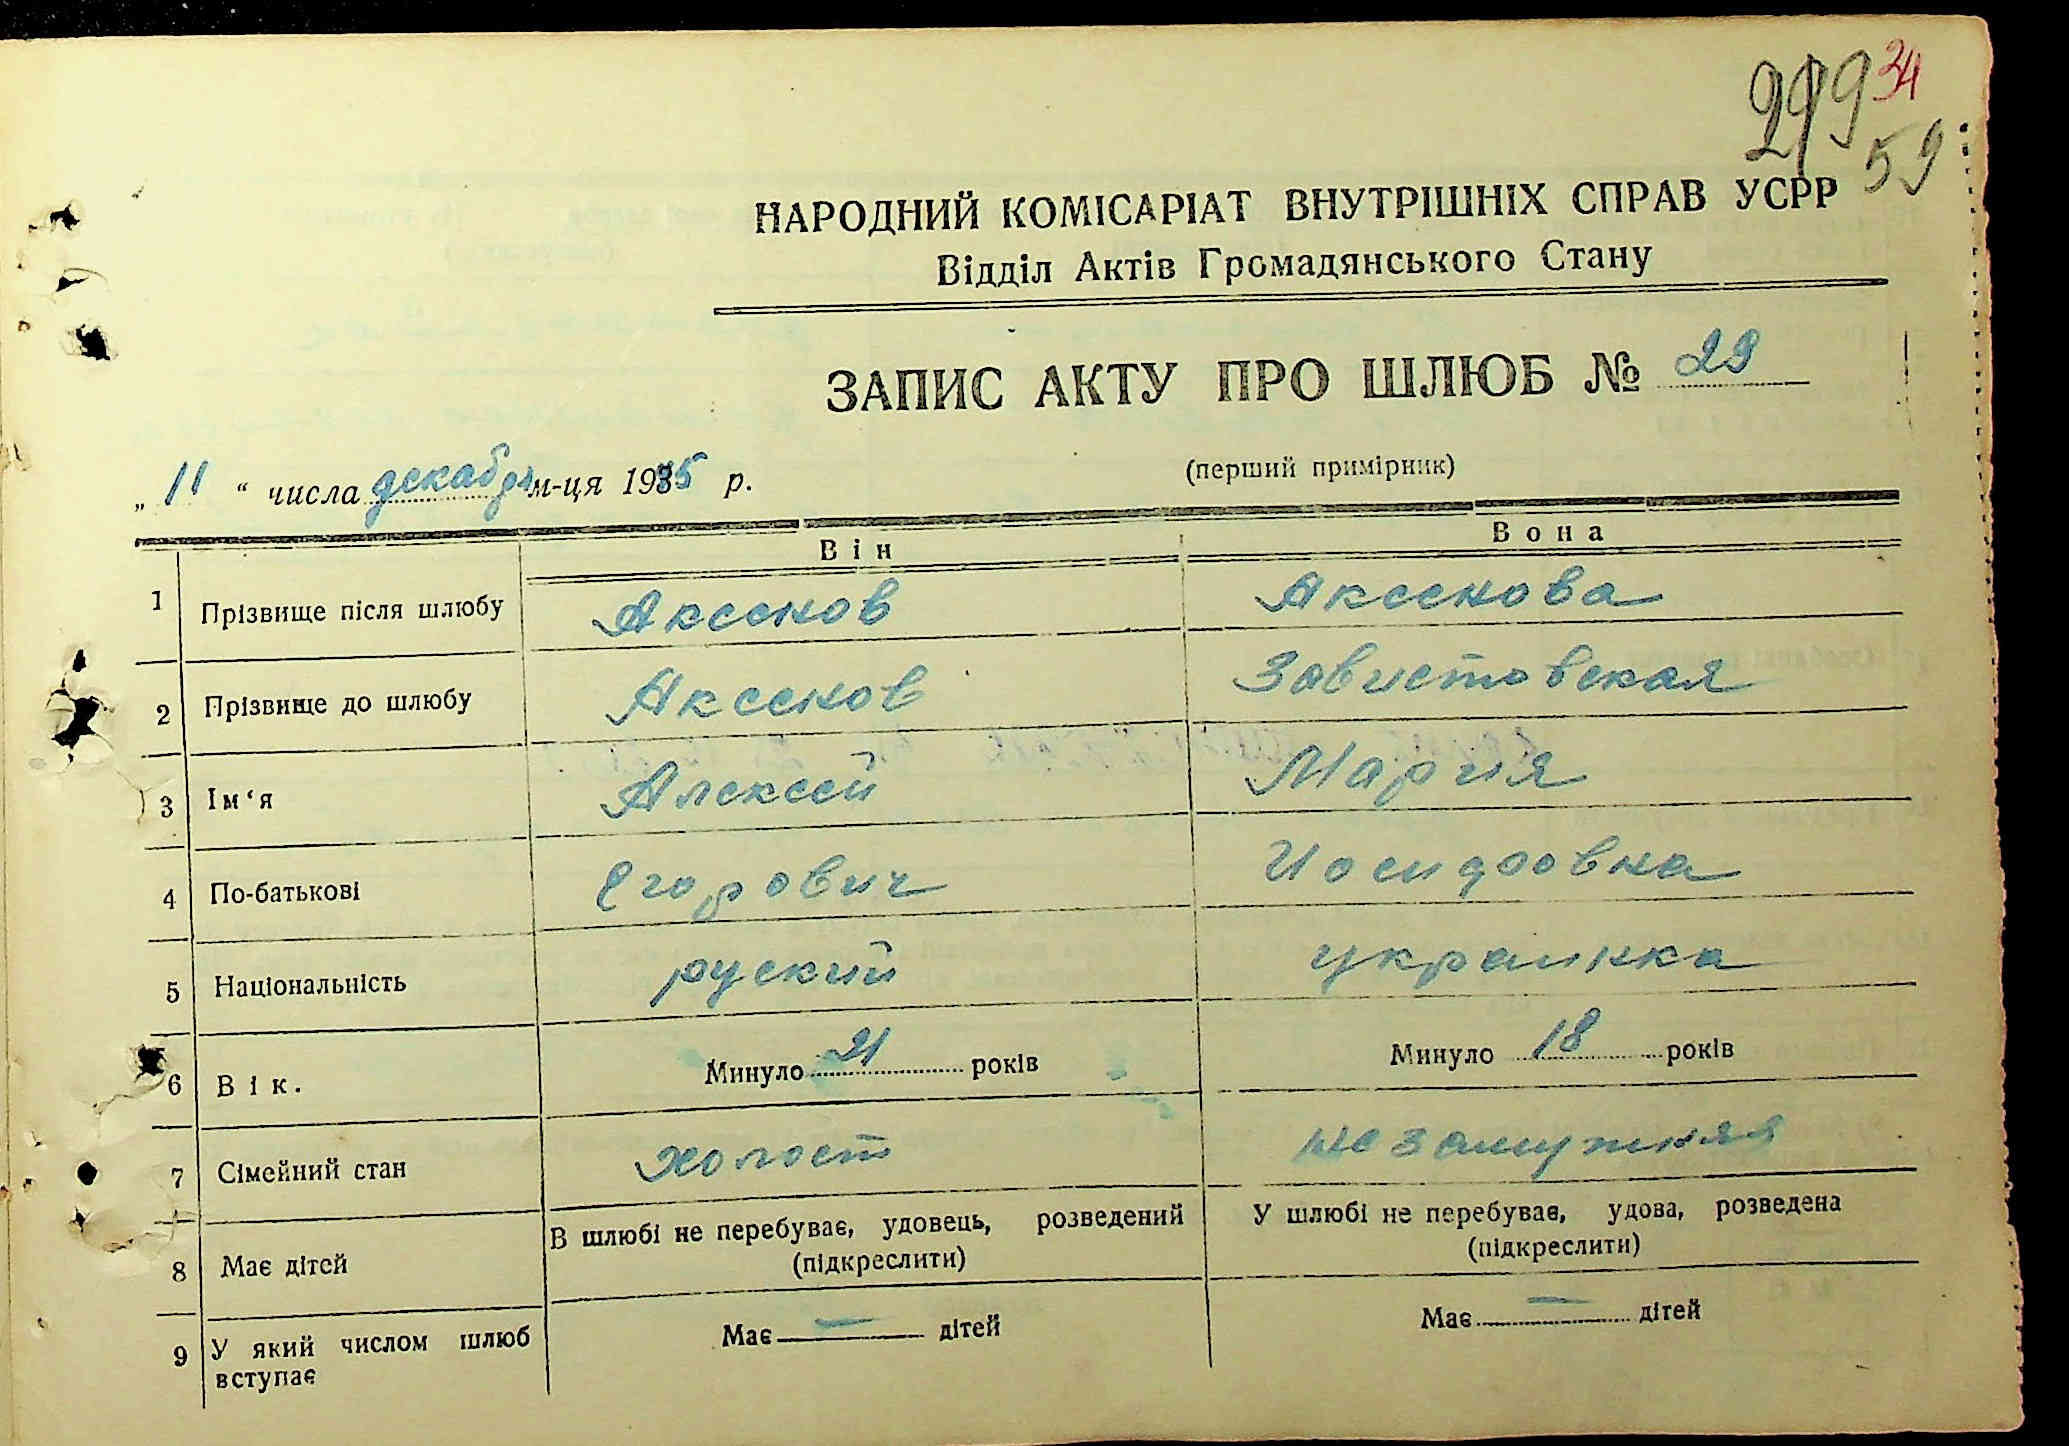 299 34
59
НАРОДНИЙ КОМІСАРІАТ ВНУТРІШНІХ СПРАВ УСРР
Відділ Актів Громадянського Стану
ЗАПИС АКТУ ПРО ШЛЮБ № 29
(перший примірник)
„ 11 “ числа декабря м-ця 1935 р.
Він Вона
1 Прізвище після шлюбу Аксенов Аксенова
2 Прізвище до шлюбу Аксенов Завистовская
3 Ім‘я Алексей Мария
4 По-батькові Егорович Иосифовна
5 Національність руский украинка
6 Вік. Минуло 21 років Минуло 18 років
7 Сімейний стан холост не замужняя
В шлюбі не перебуває, удовець, розведений У шлюбі не перебуває, удова, розведена
(підкреслити) (підкреслити)
8 Має дітей
Має — дітей Має — дітей
9 У який числом шлюб
вступає